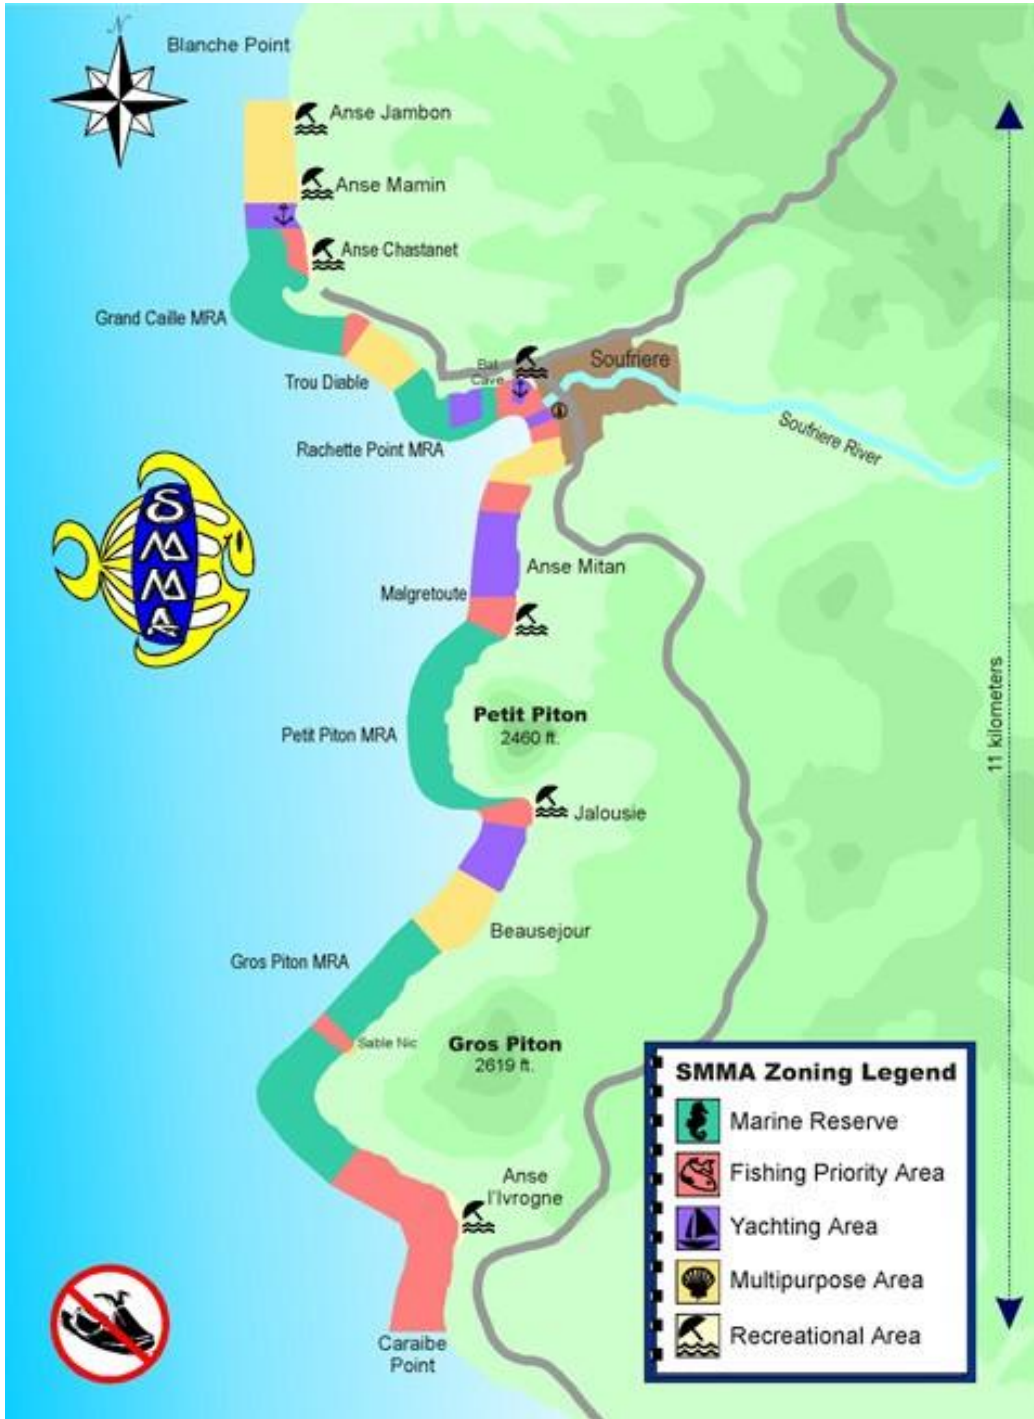 N
Blanche Point
Anse Jambon
Anse Mamin
Anse Chastanet
Grand Caille MRA
Trou Diable
Bat
Cave
Soufriere
Rachette Point MRA
Soufriere River
SMMA
Anse Mitan
Malgretoute
Petit Piton
2460 ft.
Petit Piton MRA
11 kilometers
Jalousie
Beausejour
Gros Piton MRA
Sable Nic
Gros Piton
2619 ft.
Anse
l'Ivrogne
Caraibe
Point
SMMA Zoning Legend
Marine Reserve
Fishing Priority Area
Yachting Area
Multipurpose Area
Recreational Area